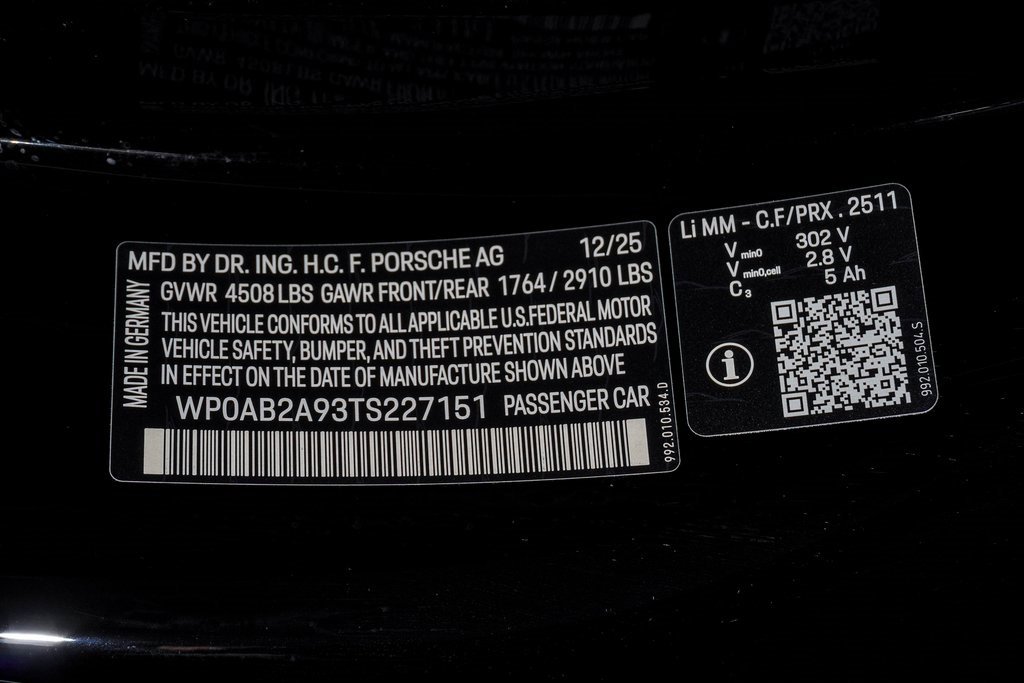 MFD BY DR. ING. H.C. F. PORSCHE AG 12/25
GVWR 4508 LBS GAWR FRONT/REAR 1764 / 2910 LBS
THIS VEHICLE CONFORMS TO ALL APPLICABLE U.S.FEDERAL MOTOR
VEHICLE SAFETY, BUMPER, AND THEFT PREVENTION STANDARDS
IN EFFECT ON THE DATE OF MANUFACTURE SHOWN ABOVE
WP0AB2A93TS227151 PASSENGER CAR
MADE IN GERMANY
992.010.534.D
Li MM - C.F/PRX . 2511
Vmin0 302 V
Vmin0,cell 2.8 V
C3 5 Ah
i
992.010.504.S